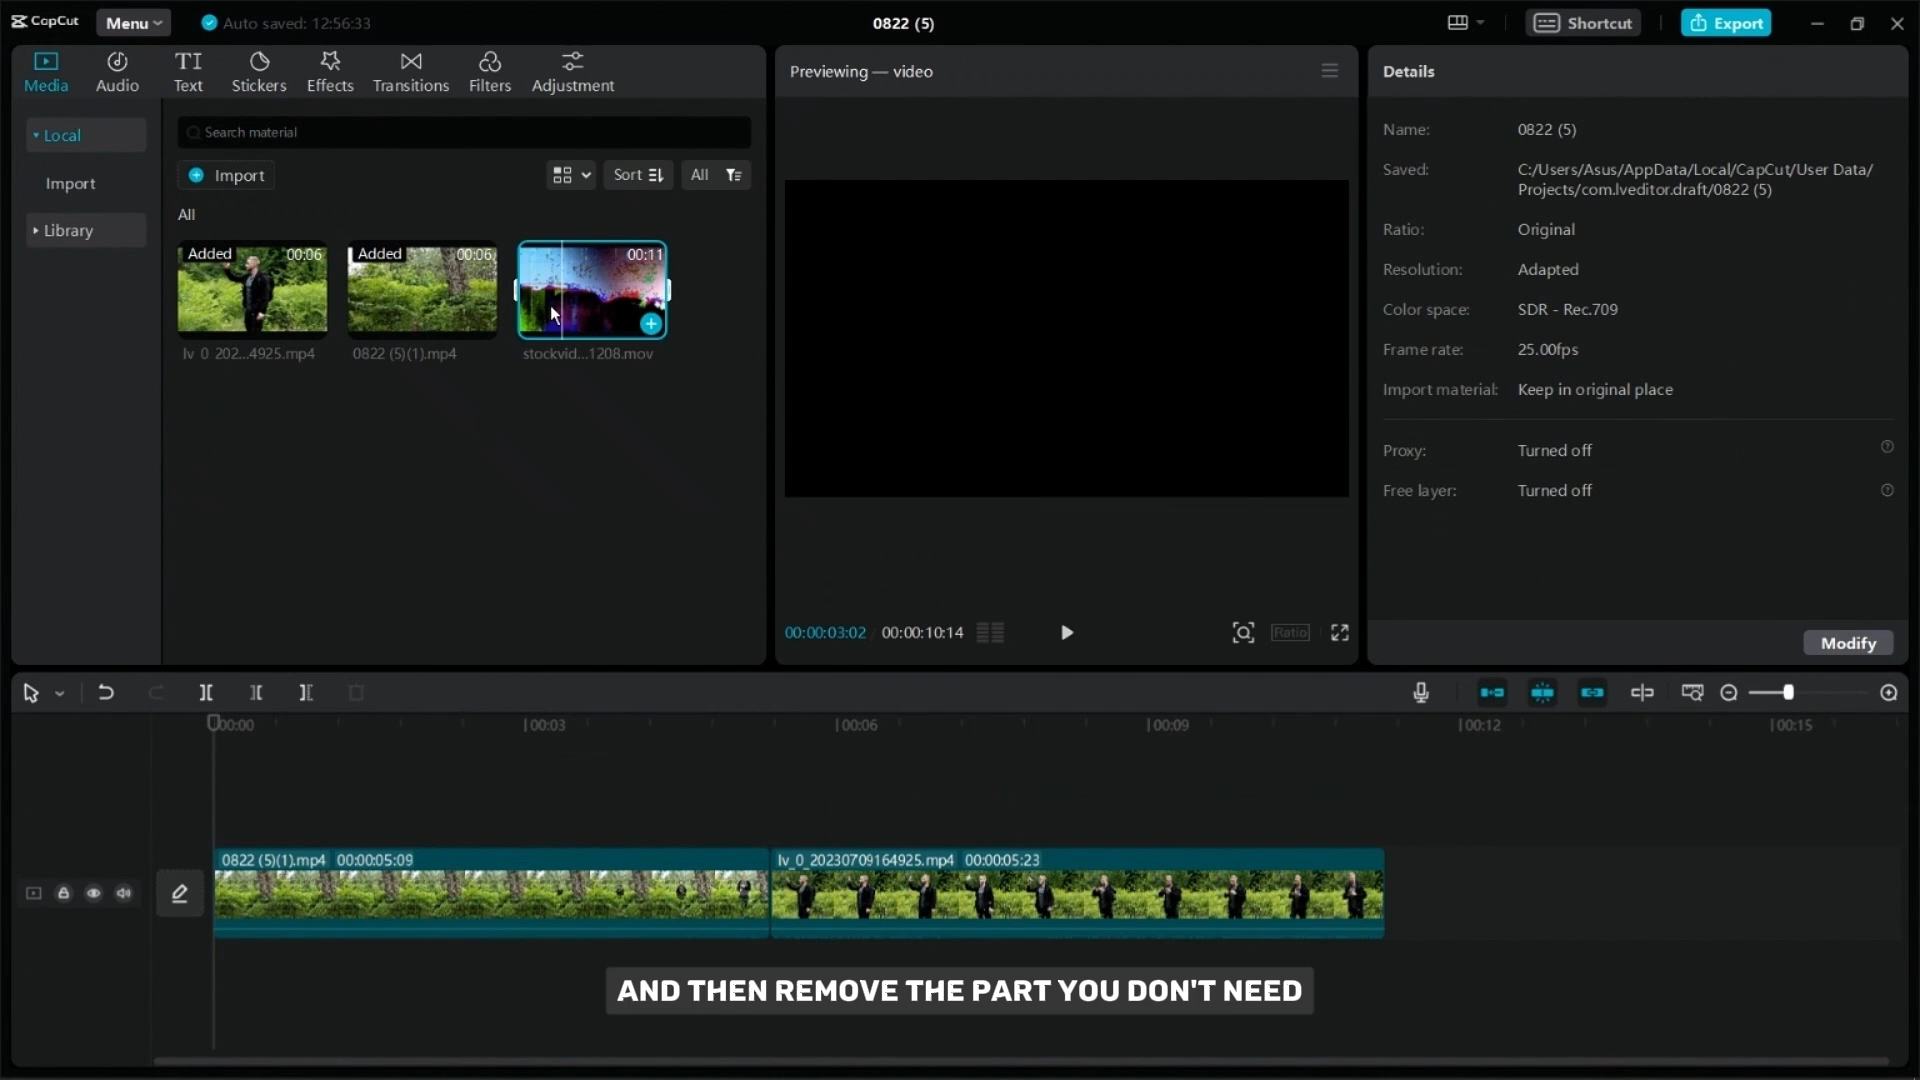 CapCut
Menu
Auto saved: 12:56:33
0822 (5)
Shortcut
Export
Media
Audio
Text
Stickers
Effects
Transitions
Filters
Adjustment
Local
Import
Library
Search material
Import
Sort
All
All
Added 00:06
Added 00:06
00:11
lv_0_202...4925.mp4
0822 (5)(1).mp4
stockvid...1208.mov
Previewing — video
00:00:03:02
00:00:10:14
Ratio
Details
Name: 0822 (5)
Saved: C:/Users/Asus/AppData/Local/CapCut/User Data/
Projects/com.lveditor.draft/0822 (5)
Ratio: Original
Resolution: Adapted
Color space: SDR - Rec.709
Frame rate: 25.00fps
Import material: Keep in original place
Proxy: Turned off
Free layer: Turned off
Modify
00:00
00:03
00:06
00:09
00:12
00:15
0822 (5)(1).mp4 00:00:05:09
lv_0_20230709164925.mp4 00:00:05:23
AND THEN REMOVE THE PART YOU DON'T NEED